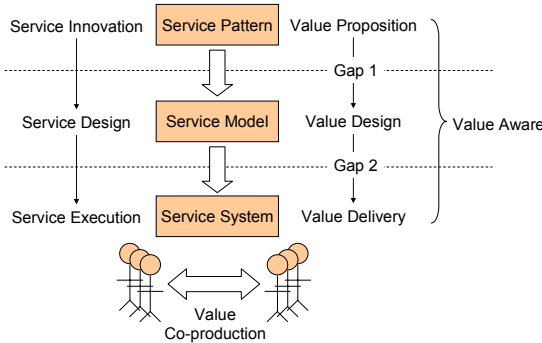 Service Innovation
Service Pattern
Value Proposition
Gap 1
Service Design
Service Model
Value Design
Value Aware
Gap 2
Service Execution
Service System
Value Delivery
Value
Co-production